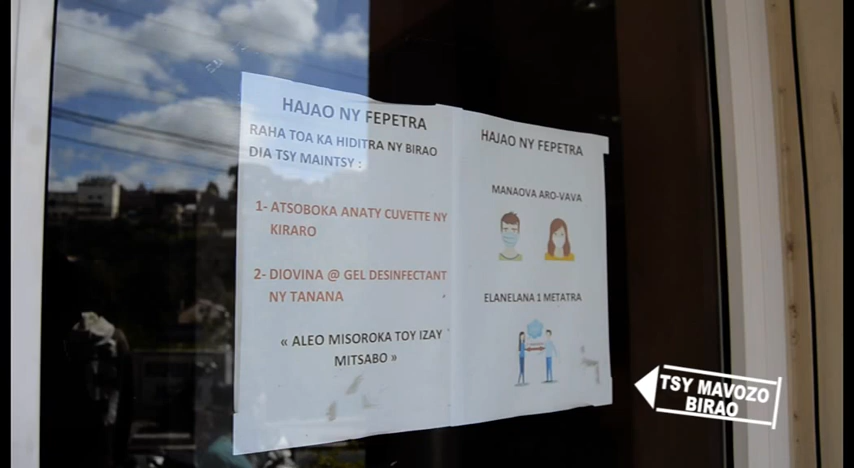 HAJAO NY FEPETRA
RAHA TOA KA HIDITRA NY BIRAO
DIA TSY MAINTSY :
1- ATSOBOKA ANATY CUVETTE NY
KIRARO
2- DIOVINA @ GEL DESINFECTANT
NY TANANA
« ALEO MISOROKA TOY IZAY
MITSABO »
HAJAO NY FEPETRA
MANAOVA ARO-VAVA
ELANELANA 1 METATRA
TSY MAVOZO
BIRAO